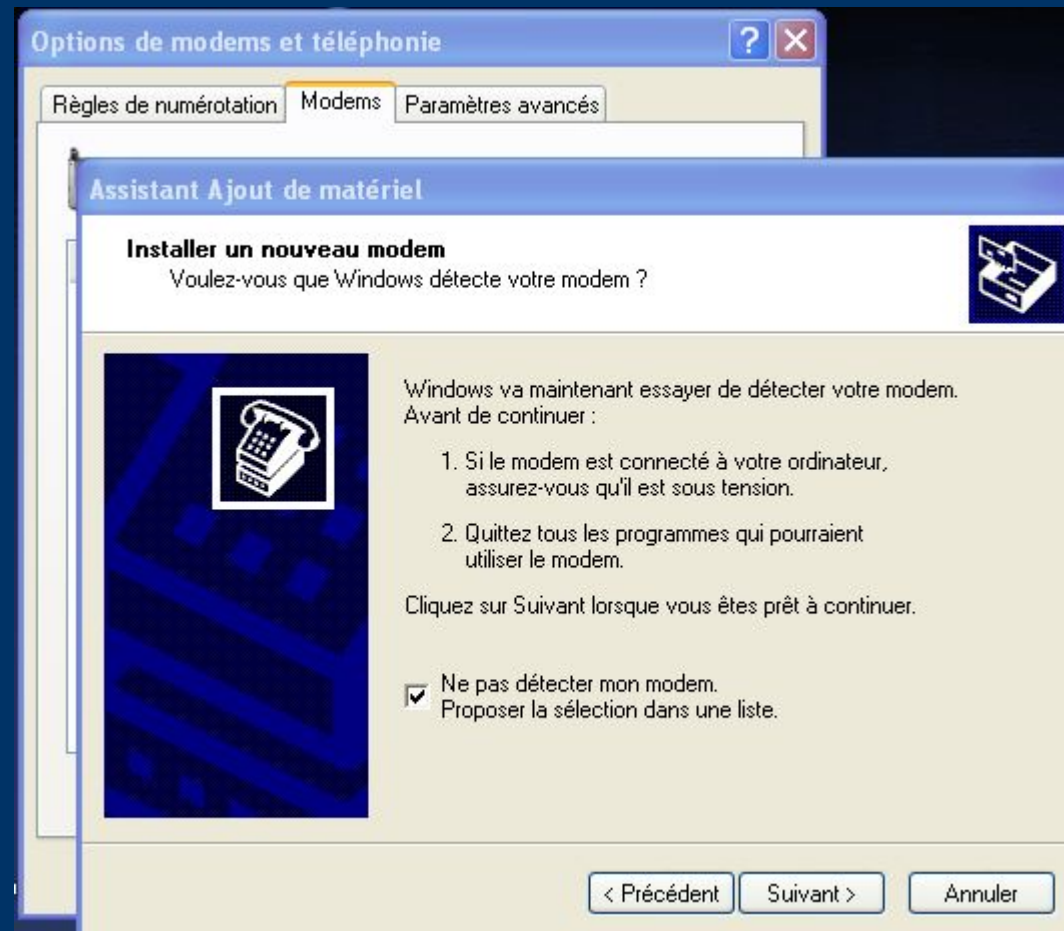 Options de modems et téléphonie
Règles de numérotation Modems Paramètres avancés
Assistant Ajout de matériel
Installer un nouveau modem
Voulez-vous que Windows détecte votre modem ?
Windows va maintenant essayer de détecter votre modem.
Avant de continuer :
1. Si le modem est connecté à votre ordinateur,
assurez-vous qu'il est sous tension.
2. Quittez tous les programmes qui pourraient
utiliser le modem.
Cliquez sur Suivant lorsque vous êtes prêt à continuer.
Ne pas détecter mon modem.
Proposer la sélection dans une liste.
< Précédent Suivant > Annuler